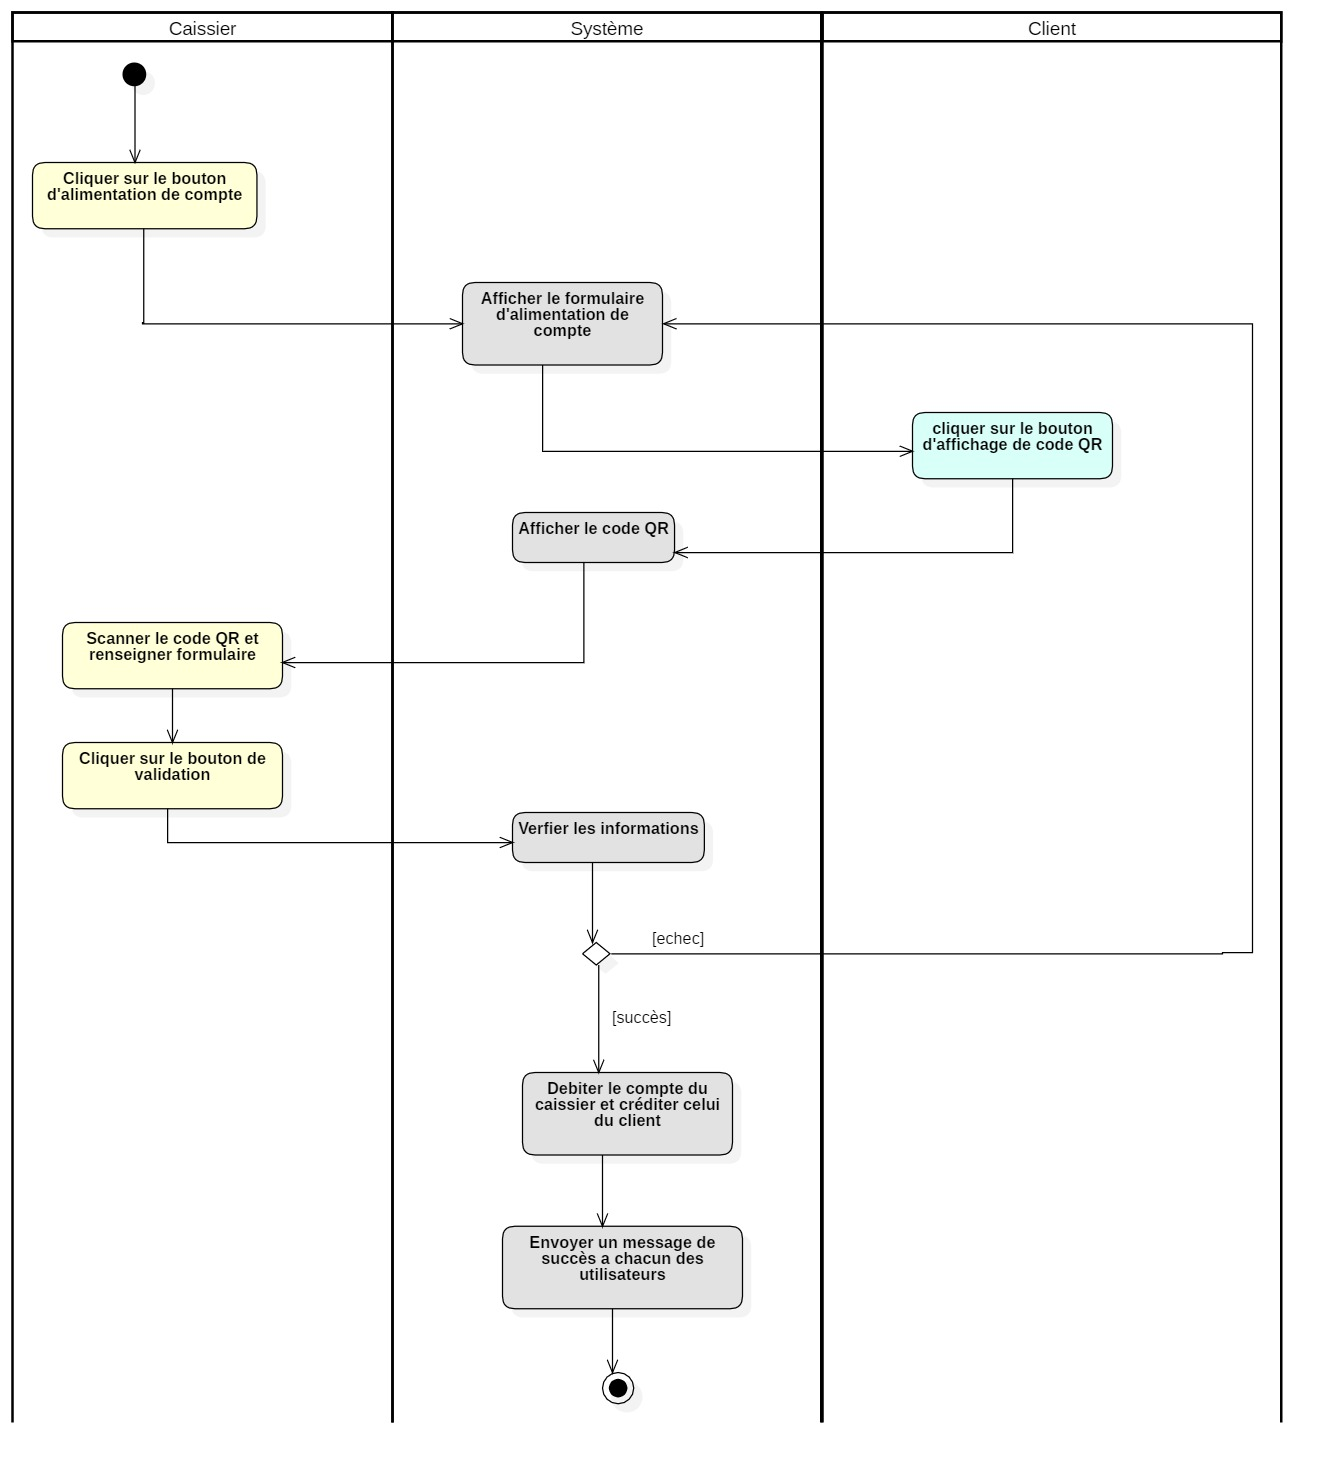 Caissier
Système
Client
Cliquer sur le bouton
d'alimentation de compte
Afficher le formulaire
d'alimentation de
compte
cliquer sur le bouton
d'affichage de code QR
Afficher le code QR
Scanner le code QR et
renseigner formulaire
Cliquer sur le bouton de
validation
Verfier les informations
[echec]
[succès]
Debiter le compte du
caissier et créditer celui
du client
Envoyer un message de
succès a chacun des
utilisateurs